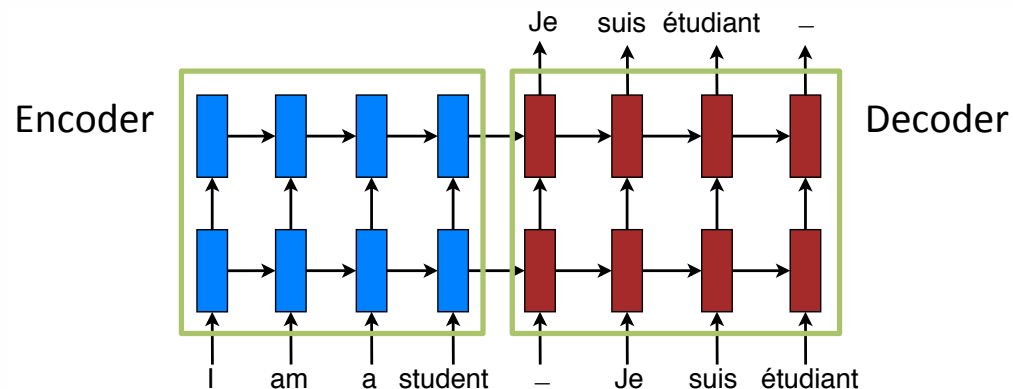 Je suis étudiant –
Encoder Decoder
I am a student – Je suis étudiant